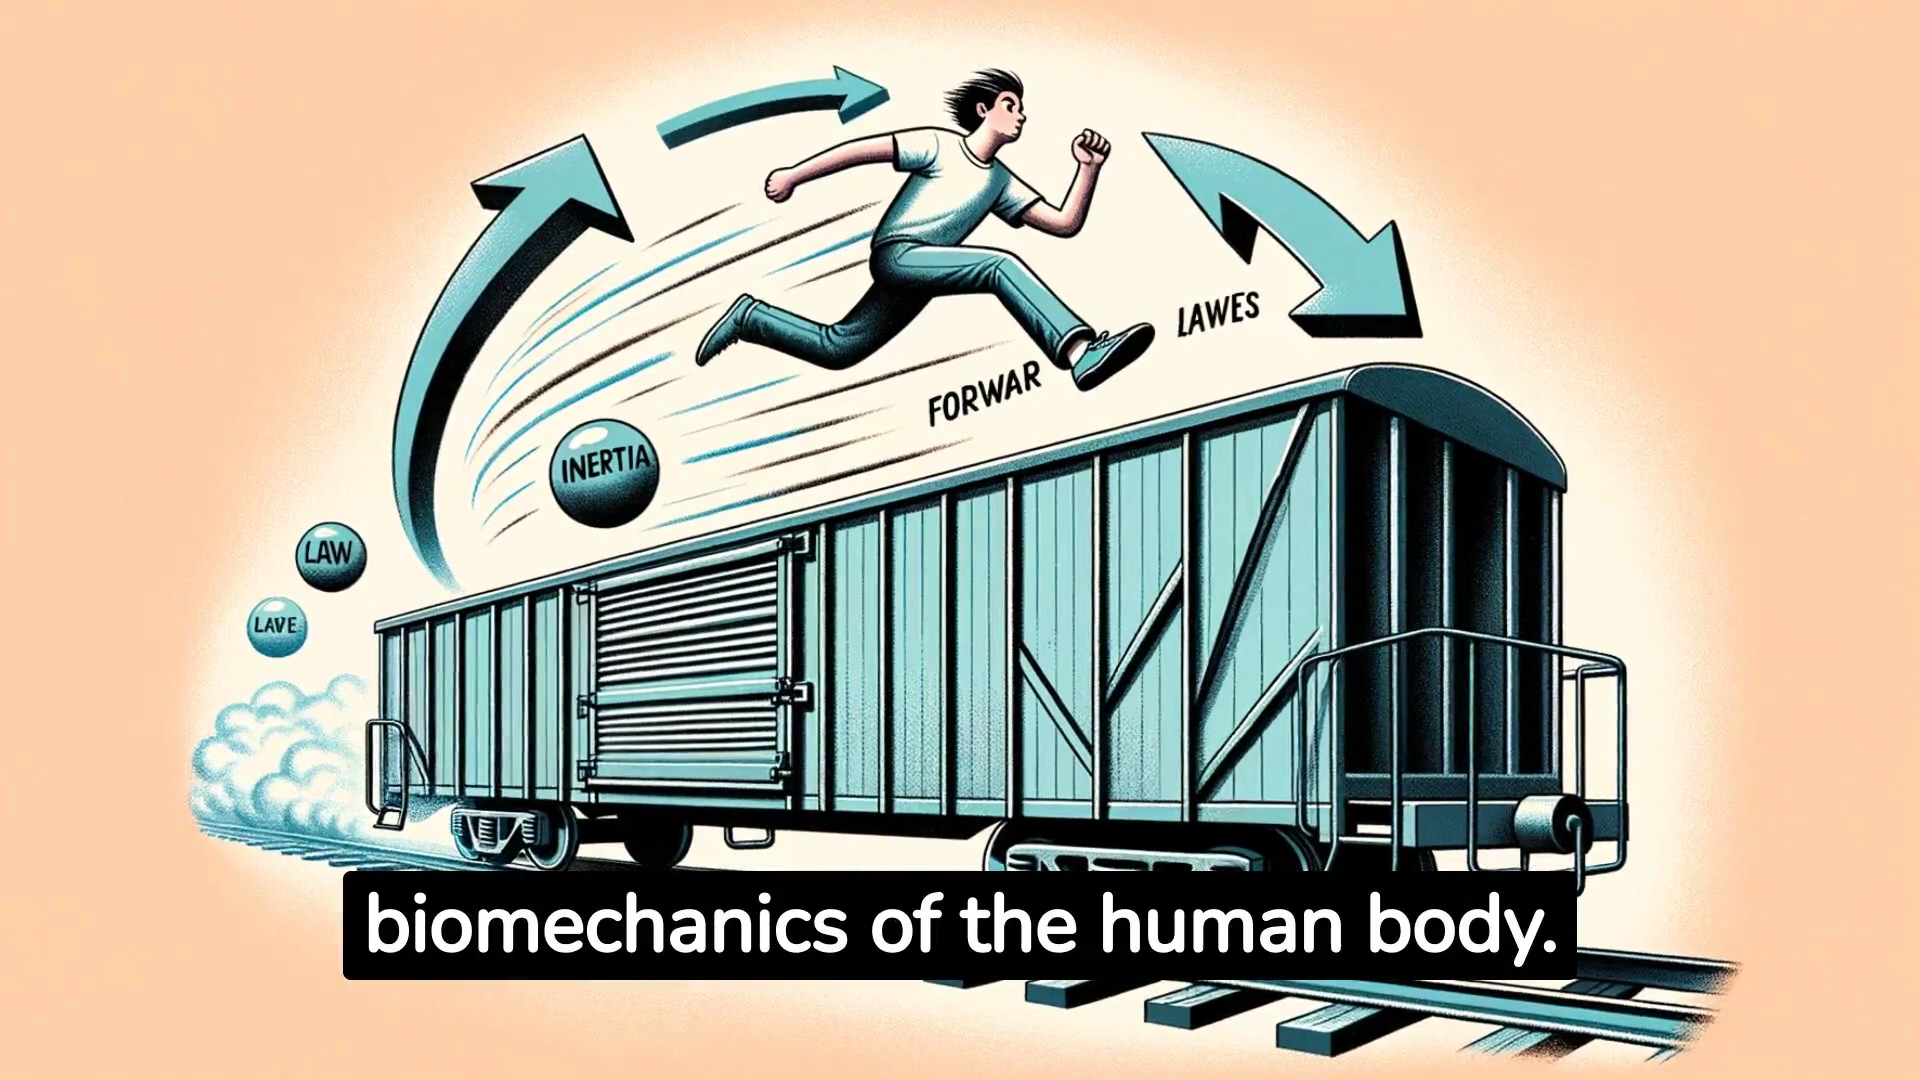 LAWES
FORWAR
INERTIA
LAW
LAVE
biomechanics of the human body.